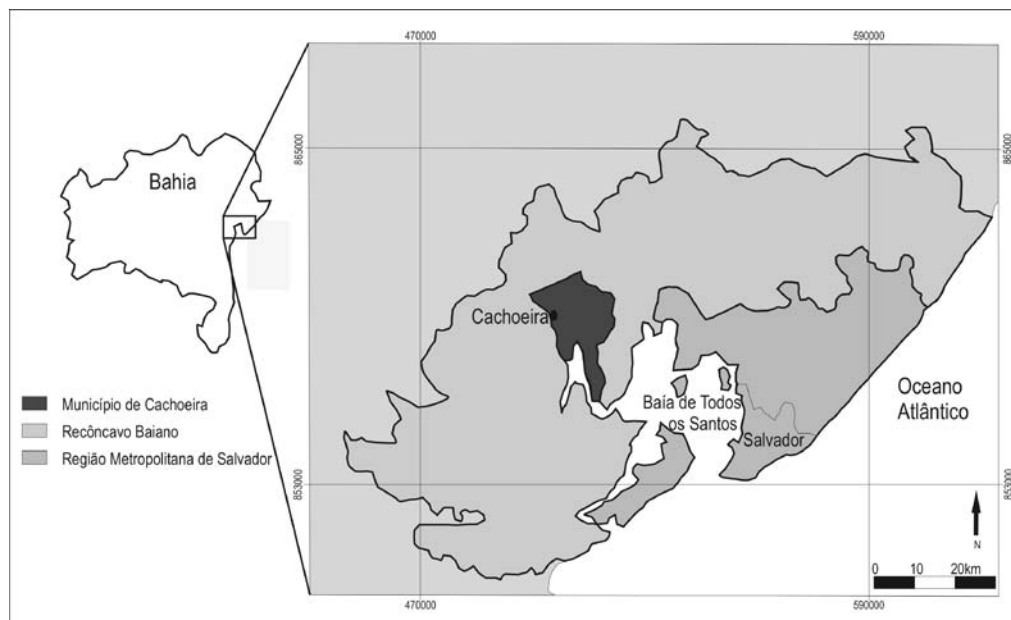 470000
590000
865000
865000
Bahia
Cachoeira
Oceano
Atlântico
Baía de Todos
os Santos
Salvador
Município de Cachoeira
Recôncavo Baiano
Região Metropolitana de Salvador
853000
853000
N
0 10 20km
470000
590000